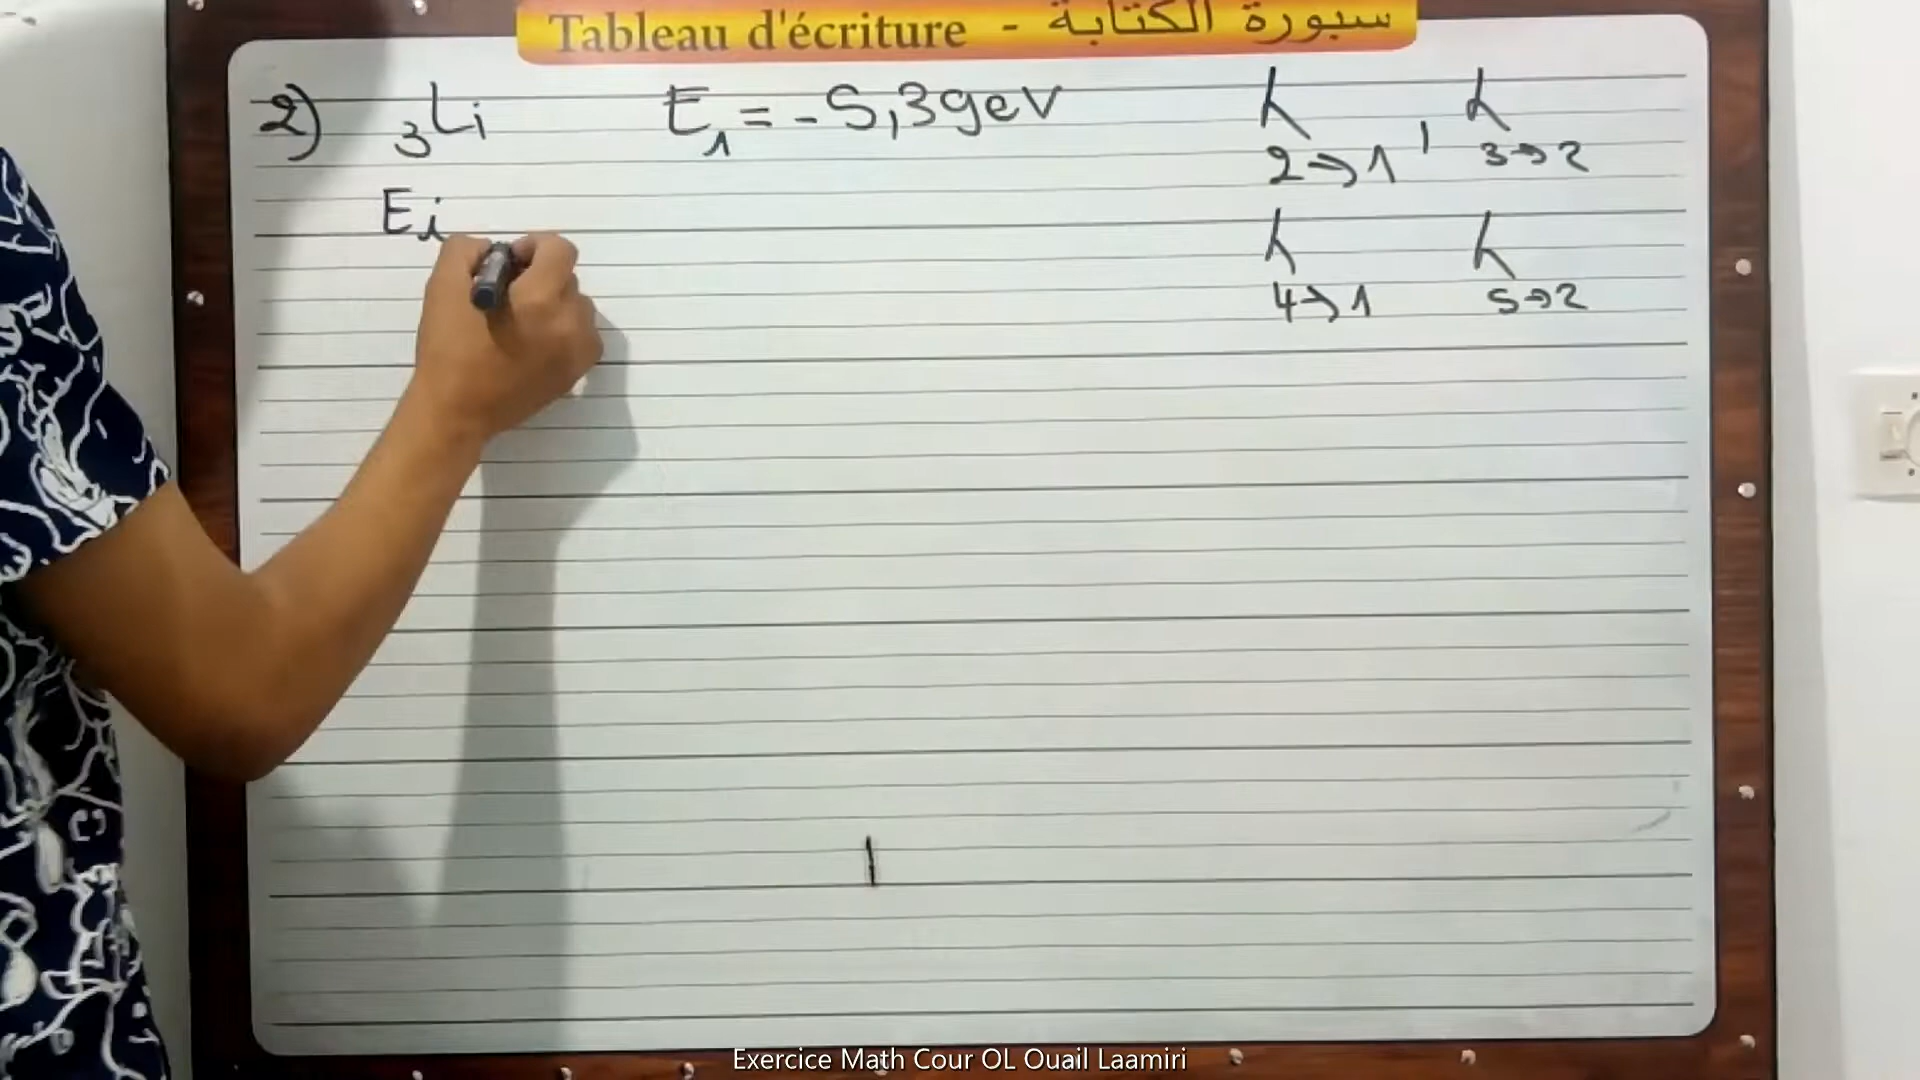 Tableau d'écriture - سبورة الكتابة
2) ₃Li E₁ = -5,39eV λ 2→1 , λ 3→2
Ei λ 4→1 λ 5→2
Exercice Math Cour OL Ouail Laamiri